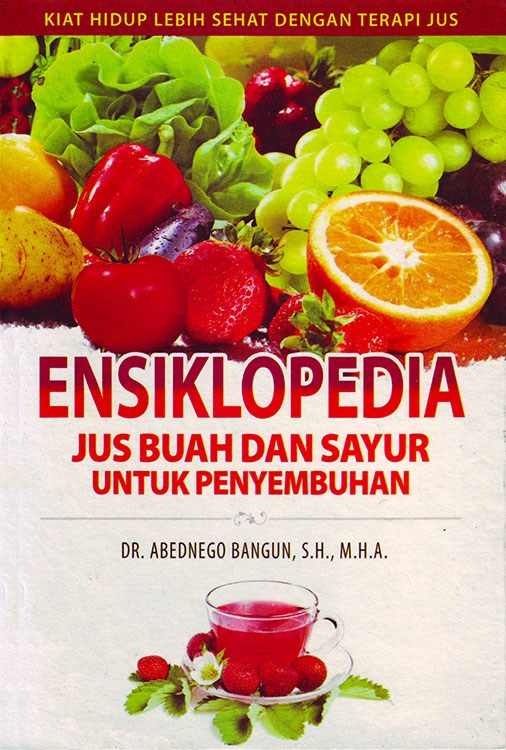 KIAT HIDUP LEBIH SEHAT DENGAN TERAPI JUS
ENSIKLOPEDIA
JUS BUAH DAN SAYUR
UNTUK PENYEMBUHAN
DR. ABEDNEGO BANGUN, S.H., M.H.A.